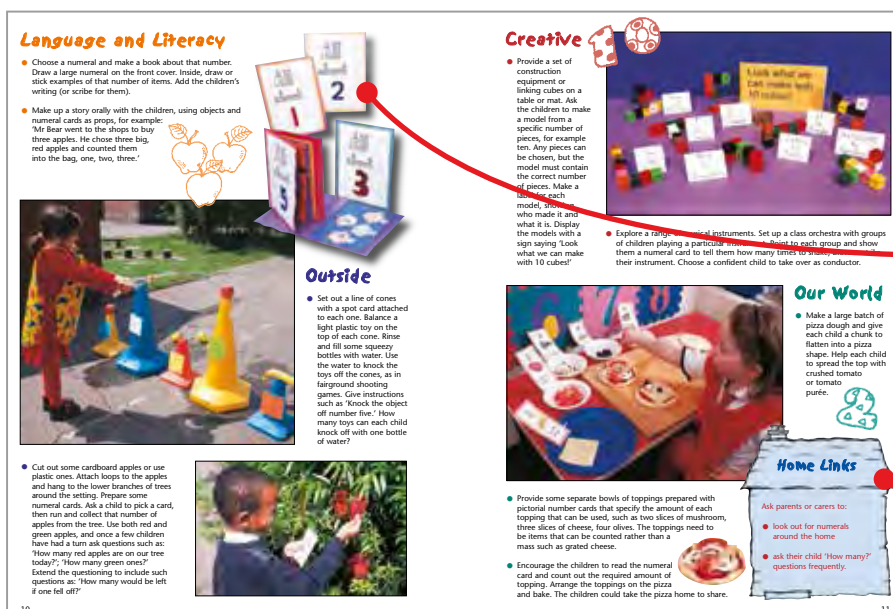 Language and Literacy
● Choose a numeral and make a book about that number.
Draw a large numeral on the front cover. Inside, draw or
stick examples of that number of items. Add the children's
writing (or scribe for them).
● Make up a story orally with the children, using objects and
numeral cards as props, for example:
'Mr Bear went to the shops to buy
three apples. He chose three big,
red apples and counted them
into the bag, one, two, three.'
All
about
1
All
about
2
5
All
about
3
Outside
● Set out a line of cones
with a spot card attached
to each one. Balance a
light plastic toy on the
top of each cone. Rinse
and fill some squeezy
bottles with water. Use
the water to knock the
toys off the cones, as in
fairground shooting
games. Give instructions
such as 'Knock the object
off number five.' How
many toys can each child
knock off with one bottle
of water?
● Cut out some cardboard apples or use
plastic ones. Attach loops to the apples
and hang to the lower branches of trees
around the setting. Prepare some
numeral cards. Ask a child to pick a card,
then run and collect that number of
apples from the tree. Use both red and
green apples, and once a few children
have had a turn ask questions such as:
'How many red apples are on our tree
today?'; 'How many green ones?'
Extend the questioning to include such
questions as: 'How many would be left
if one fell off?'
Creative
10
● Provide a set of
construction
equipment or
linking cubes on a
table or mat. Ask
the children to make
a model from a
specific number of
pieces, for example
ten. Any pieces can
be chosen, but the
model must contain
the correct number
of pieces. Make a
for each
model,
who made it and
what it is. Display
the models with a
sign saying 'Look
what we can make
with 10 cubes!'
Look what we
can make with
10 cubes!
● Explore a range of musical instruments. Set up a class orchestra with groups
of children playing a particular instrument. Point to each group and show
them a numeral card to tell them how many times to
their instrument. Choose a confident child to take over as conductor.
Our World
● Make a large batch of
pizza dough and give
each child a chunk to
flatten into a pizza
shape. Help each child
to spread the top with
crushed tomato
or tomato
purée.
2
6 7 8
● Provide some separate bowls of toppings prepared with
pictorial number cards that specify the amount of each
topping that can be used, such as two slices of mushroom,
three slices of cheese, four olives. The toppings need to
be items that can be counted rather than a
mass such as grated cheese.
● Encourage the children to read the numeral
card and count out the required amount of
topping. Arrange the toppings on the pizza
and bake. The children could take the pizza home to share.
Home Links
Ask parents or carers to:
● look out for numerals
around the home
● ask their child 'How many?'
questions frequently.